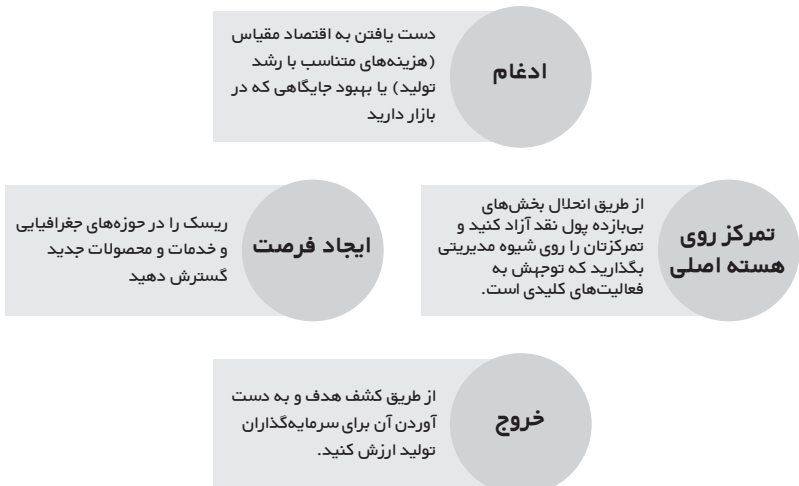 ادغام
دست یافتن به اقتصاد مقیاس
(هزینه‌های متناسب با رشد
تولید) یا بهبود جایگاهی که در
بازار دارید
تمرکز روی
هسته اصلی
از طریق انحلال بخش‌های
بی‌بازده پول نقد آزاد کنید و
تمرکزتان را روی شیوه مدیریتی
بگذارید که توجهش به
فعالیت‌های کلیدی است.
ایجاد فرصت
ریسک را در حوزه‌های جغرافیایی
و خدمات و محصولات جدید
گسترش دهید
خروج
از طریق کشف هدف و به دست
آوردن آن برای سرمایه‌گذاران
تولید ارزش کنید.